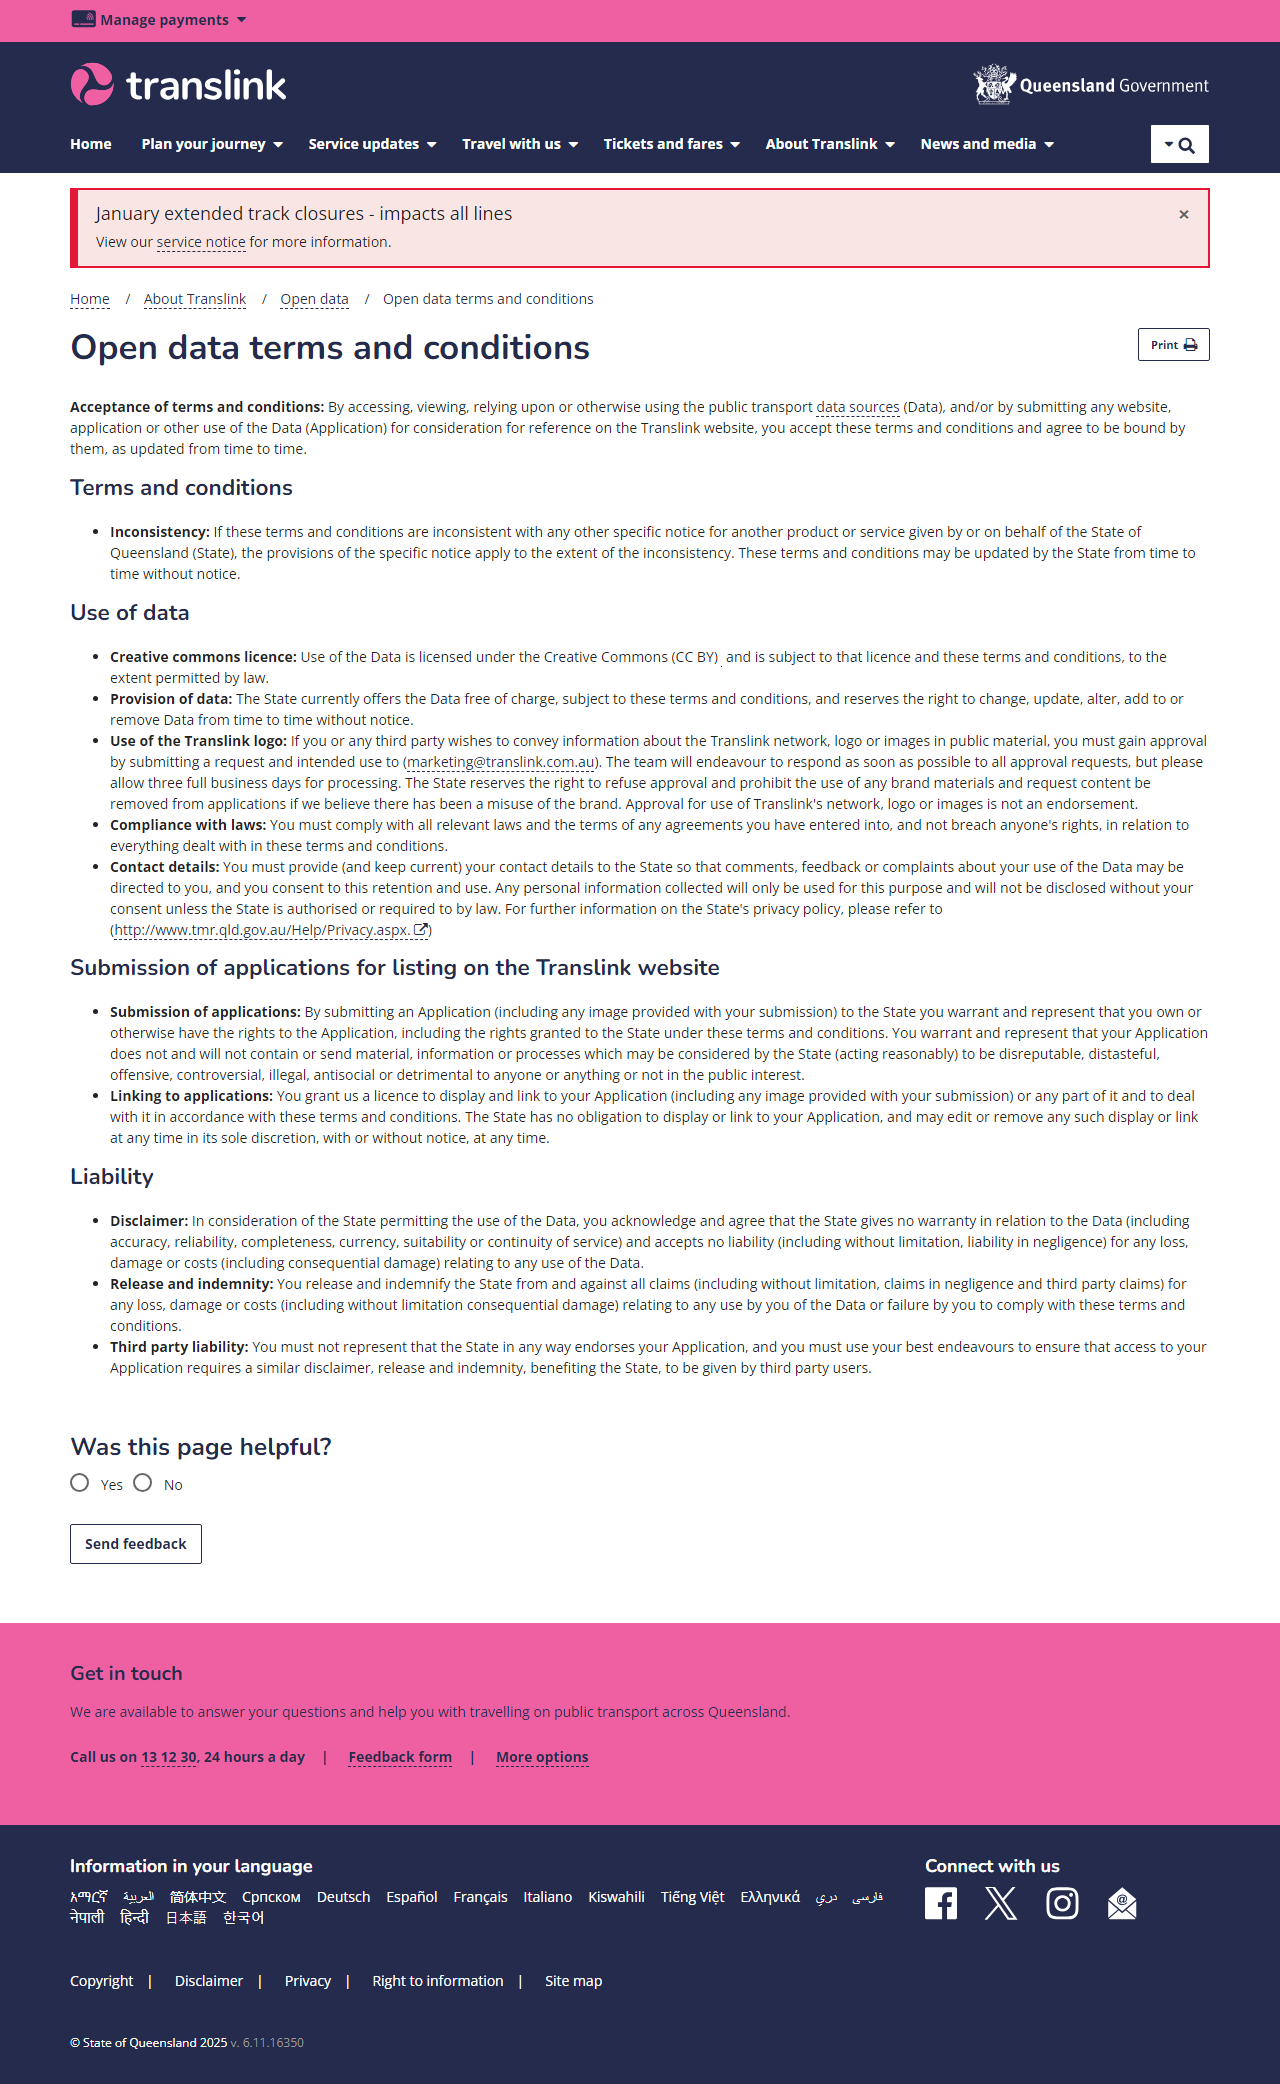 Manage payments
translink
Queensland Government
Home Plan your journey Service updates Travel with us Tickets and fares About Translink News and media
January extended track closures - impacts all lines ×
View our service notice for more information.
Home / About Translink / Open data / Open data terms and conditions
Open data terms and conditions
Print
Acceptance of terms and conditions: By accessing, viewing, relying upon or otherwise using the public transport data sources (Data), and/or by submitting any website,
application or other use of the Data (Application) for consideration for reference on the Translink website, you accept these terms and conditions and agree to be bound by
them, as updated from time to time.
Terms and conditions
• Inconsistency: If these terms and conditions are inconsistent with any other specific notice for another product or service given by or on behalf of the State of
Queensland (State), the provisions of the specific notice apply to the extent of the inconsistency. These terms and conditions may be updated by the State from time to
time without notice.
Use of data
• Creative commons licence: Use of the Data is licensed under the Creative Commons (CC BY) and is subject to that licence and these terms and conditions, to the
extent permitted by law.
• Provision of data: The State currently offers the Data free of charge, subject to these terms and conditions, and reserves the right to change, update, alter, add to or
remove Data from time to time without notice.
• Use of the Translink logo: If you or any third party wishes to convey information about the Translink network, logo or images in public material, you must gain approval
by submitting a request and intended use to (marketing@translink.com.au). The team will endeavour to respond as soon as possible to all approval requests, but please
allow three full business days for processing. The State reserves the right to refuse approval and prohibit the use of any brand materials and request content be
removed from applications if we believe there has been a misuse of the brand. Approval for use of Translink's network, logo or images is not an endorsement.
• Compliance with laws: You must comply with all relevant laws and the terms of any agreements you have entered into, and not breach anyone's rights, in relation to
everything dealt with in these terms and conditions.
• Contact details: You must provide (and keep current) your contact details to the State so that comments, feedback or complaints about your use of the Data may be
directed to you, and you consent to this retention and use. Any personal information collected will only be used for this purpose and will not be disclosed without your
consent unless the State is authorised or required to by law. For further information on the State's privacy policy, please refer to
(http://www.tmr.qld.gov.au/Help/Privacy.aspx.)
Submission of applications for listing on the Translink website
• Submission of applications: By submitting an Application (including any image provided with your submission) to the State you warrant and represent that you own or
otherwise have the rights to the Application, including the rights granted to the State under these terms and conditions. You warrant and represent that your Application
does not and will not contain or send material, information or processes which may be considered by the State (acting reasonably) to be disreputable, distasteful,
offensive, controversial, illegal, antisocial or detrimental to anyone or anything or not in the public interest.
• Linking to applications: You grant us a licence to display and link to your Application (including any image provided with your submission) or any part of it and to deal
with it in accordance with these terms and conditions. The State has no obligation to display or link to your Application, and may edit or remove any such display or link
at any time in its sole discretion, with or without notice, at any time.
Liability
• Disclaimer: In consideration of the State permitting the use of the Data, you acknowledge and agree that the State gives no warranty in relation to the Data (including
accuracy, reliability, completeness, currency, suitability or continuity of service) and accepts no liability (including without limitation, liability in negligence) for any loss,
damage or costs (including consequential damage) relating to any use of the Data.
• Release and indemnity: You release and indemnify the State from and against all claims (including without limitation, claims in negligence and third party claims) for
any loss, damage or costs (including without limitation consequential damage) relating to any use by you of the Data or failure by you to comply with these terms and
conditions.
• Third party liability: You must not represent that the State in any way endorses your Application, and you must use your best endeavours to ensure that access to your
Application requires a similar disclaimer, release and indemnity, benefiting the State, to be given by third party users.
Was this page helpful?
Yes No
Send feedback
Get in touch
We are available to answer your questions and help you with travelling on public transport across Queensland.
Call us on 13 12 30, 24 hours a day | Feedback form | More options
Information in your language
አማርኛ العربية 简体中文 Српском Deutsch Español Français Italiano Kiswahili Tiếng Việt Ελληνικά دري فارسی
नेपाली हिन्दी 日本語 한국어
Connect with us
Copyright | Disclaimer | Privacy | Right to information | Site map
© State of Queensland 2025 v. 6.11.16350